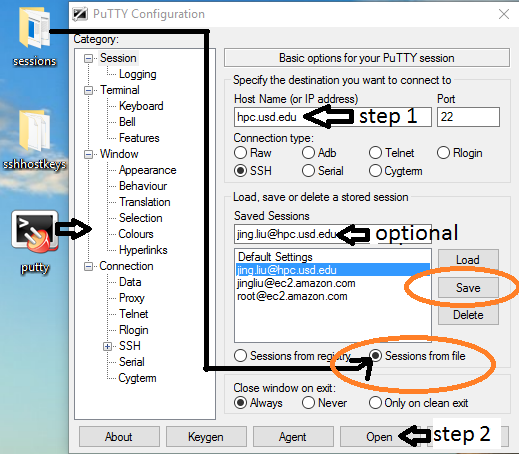 sessions
sshhostkeys
putty
PuTTY Configuration
Category:
Session
Logging
Terminal
Keyboard
Bell
Features
Window
Appearance
Behaviour
Translation
Selection
Colours
Hyperlinks
Connection
Data
Proxy
Telnet
Rlogin
SSH
Serial
Cygterm
Basic options for your PuTTY session
Specify the destination you want to connect to
Host Name (or IP address) Port
hpc.usd.edu step 1 22
Connection type:
Raw Adb Telnet Rlogin
SSH Serial Cygterm
Load, save or delete a stored session
Saved Sessions
jing.liu@hpc.usd.edu optional
Default Settings
jing.liu@hpc.usd.edu
jingliu@ec2.amazon.com
root@ec2.amazon.com
Load
Save
Delete
Sessions from registry Sessions from file
Close window on exit:
Always Never Only on clean exit
About Keygen Agent Open step 2